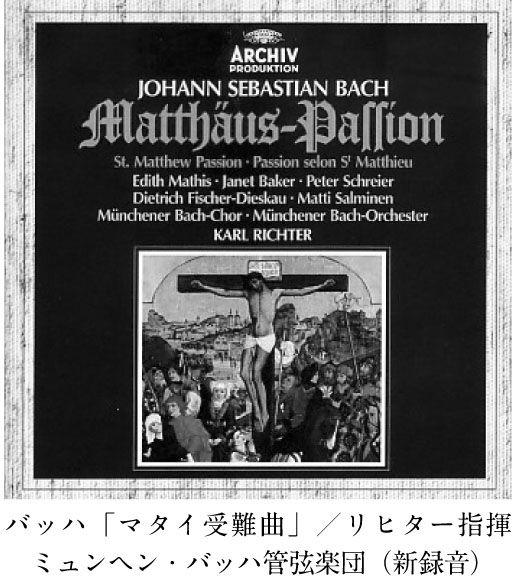 ARCHIV
PRODUKTION
JOHANN SEBASTIAN BACH
Matthäus-Passion
St. Matthew Passion · Passion selon St Matthieu
Edith Mathis · Janet Baker · Peter Schreier
Dietrich Fischer-Dieskau · Matti Salminen
Münchener Bach-Chor · Münchener Bach-Orchester
KARL RICHTER
バッハ「マタイ受難曲」／リヒター指揮
ミュンヘン・バッハ管弦楽団（新録音）